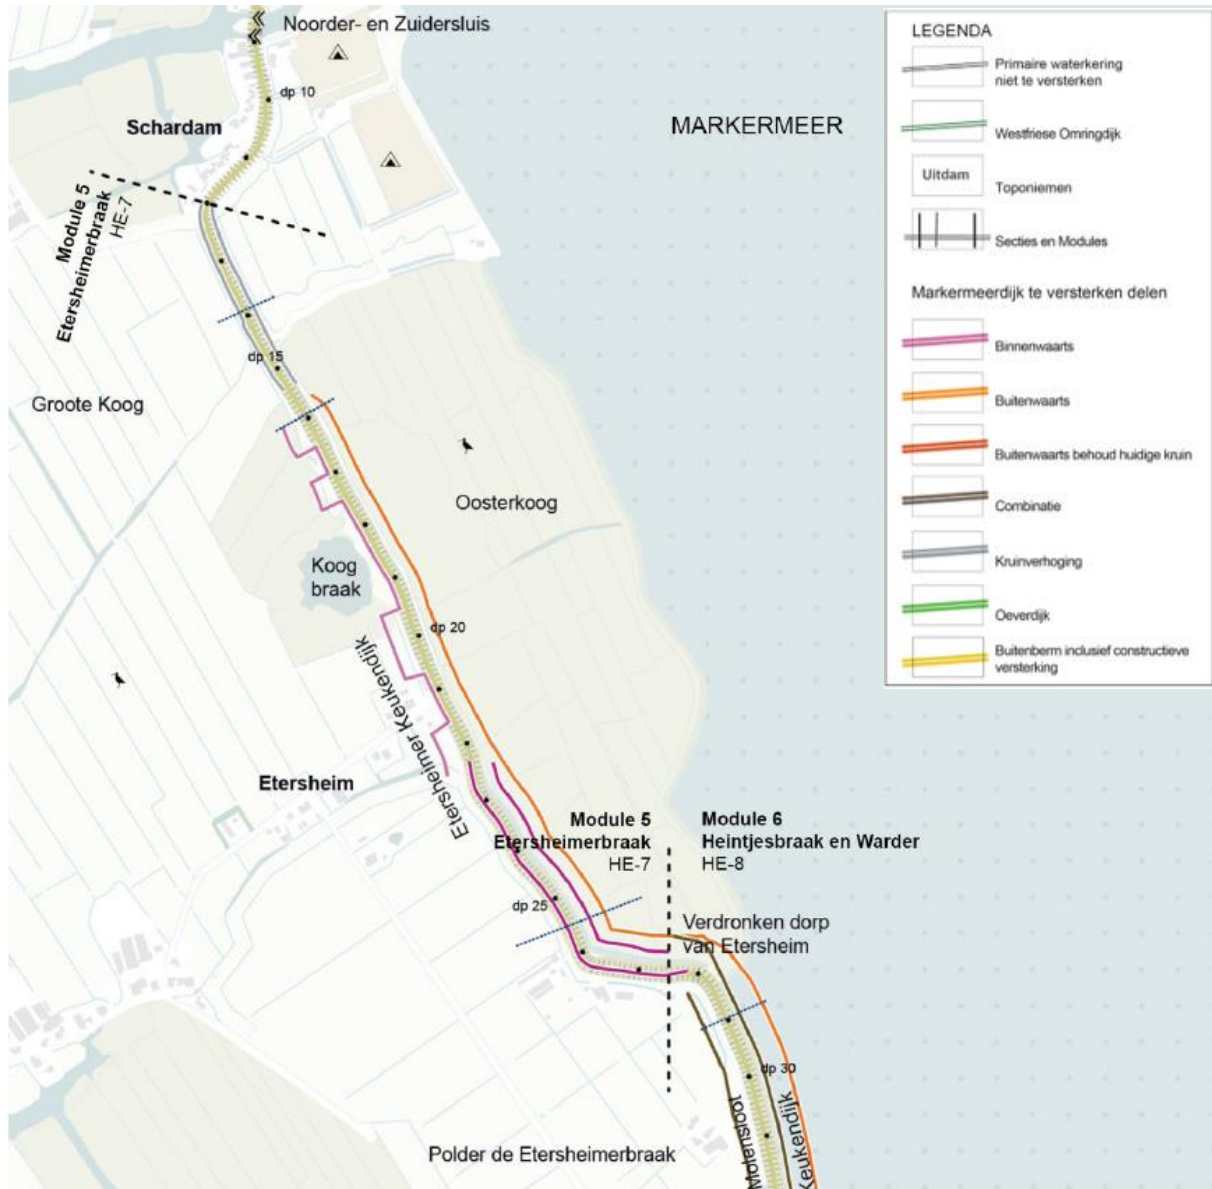 Noorder- en Zuidersluis
dp 10
Schardam
MARKERMEER
Module 5
Etersheimerbraak
HE-7
dp 15
Groote Koog
Oosterkoog
Koog
braak
dp 20
Etersheimer Keukendijk
Etersheim
Module 5
Etersheimerbraak
HE-7
Module 6
Heintjesbraak en Warder
HE-8
dp 25
Verdronken dorp
van Etersheim
dp 30
Molensloot
Keukendijk
Polder de Etersheimerbraak
LEGENDA
Primaire waterkering
niet te versterken
Westfriese Omringdijk
Uitdam
Toponiemen
Secties en Modules
Markermeerdijk te versterken delen
Binnenwaarts
Buitenwaarts
Buitenwaarts behoud huidige kruin
Combinatie
Kruinverhoging
Oeverdijk
Buitenberm inclusief constructieve
versterking